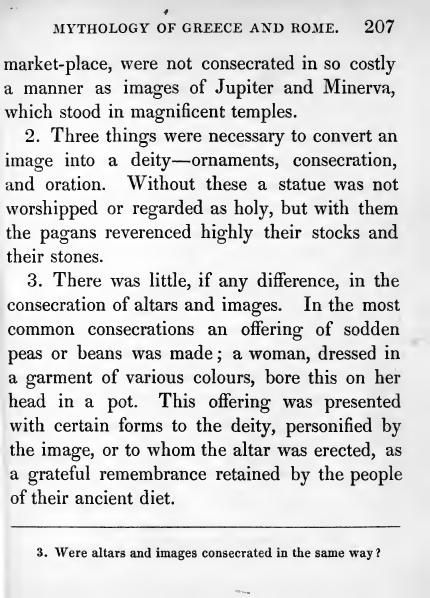 MYTHOLOGY OF GREECE AND ROME. 207
market-place, were not consecrated in so costly
a manner as images of Jupiter and Minerva,
which stood in magnificent temples.
2. Three things were necessary to convert an
image into a deity—ornaments, consecration,
and oration. Without these a statue was not
worshipped or regarded as holy, but with them
the pagans reverenced highly their stocks and
their stones.
3. There was little, if any difference, in the
consecration of altars and images. In the most
common consecrations an offering of sodden
peas or beans was made; a woman, dressed in
a garment of various colours, bore this on her
head in a pot. This offering was presented
with certain forms to the deity, personified by
the image, or to whom the altar was erected, as
a grateful remembrance retained by the people
of their ancient diet.
3. Were altars and images consecrated in the same way?